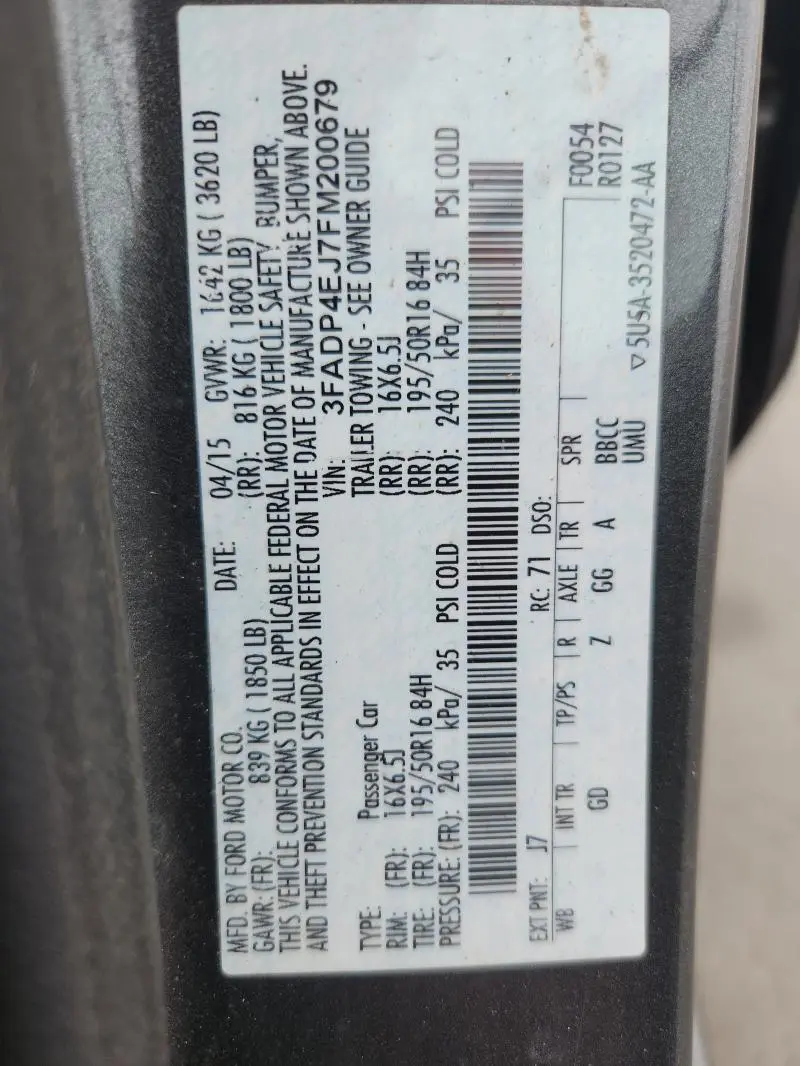 MFD. BY FORD MOTOR CO. DATE: 04/15 GVWR: 1642 KG ( 3620 LB)
GAWR: (FR): 839 KG ( 1850 LB) (RR): 816 KG ( 1800 LB)
THIS VEHICLE CONFORMS TO ALL APPLICABLE FEDERAL MOTOR VEHICLE SAFETY, BUMPER,
AND THEFT PREVENTION STANDARDS IN EFFECT ON THE DATE OF MANUFACTURE SHOWN ABOVE.
VIN: 3FADP4EJ7FM200679
TYPE: Passenger Car TRAILER TOWING - SEE OWNER GUIDE
RIM: (FR): 16X6.5J (RR): 16X6.5J
TIRE: (FR): 195/50R16 84H (RR): 195/50R16 84H
PRESSURE: (FR): 240 kPa/ 35 PSI COLD (RR): 240 kPa/ 35 PSI COLD
EXT PNT: J7 RC: 71 DSO:
WB INT TR TP/PS R AXLE TR SPR F0054
GD Z GG A BBCC R0127
UMU
▽5U5A-3520472-AA